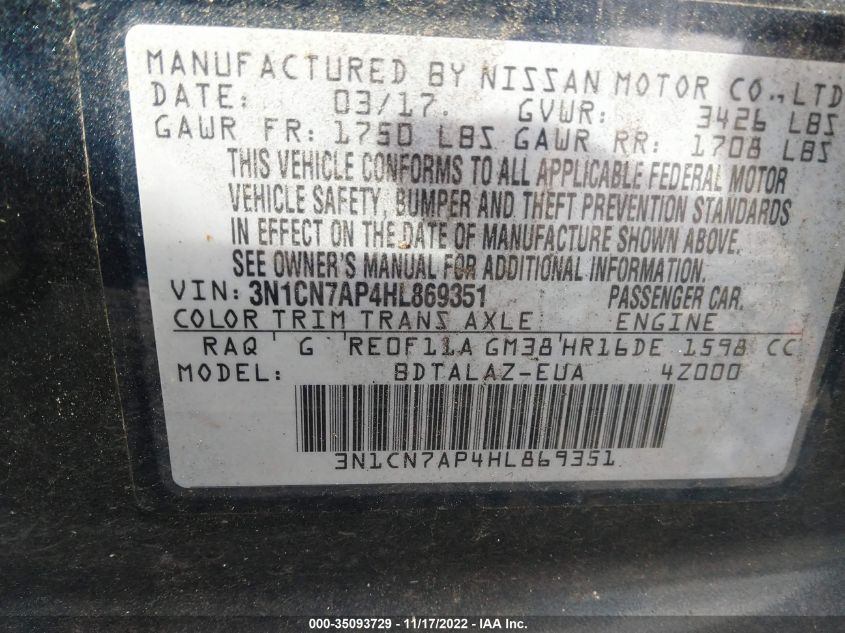 MANUFACTURED BY NISSAN MOTOR CO.,LTD
DATE: 03/17. GVWR: 3426 LBS
GAWR FR: 1750 LBS GAWR RR: 1708 LBS
THIS VEHICLE CONFORMS TO ALL APPLICABLE FEDERAL MOTOR
VEHICLE SAFETY, BUMPER AND THEFT PREVENTION STANDARDS
IN EFFECT ON THE DATE OF MANUFACTURE SHOWN ABOVE.
SEE OWNER'S MANUAL FOR ADDITIONAL INFORMATION.
VIN: 3N1CN7AP4HL869351 PASSENGER CAR.
COLOR TRIM TRANS AXLE ENGINE
RAQ' G 'RE0F11A GM38'HR16DE 1598 CC
MODEL: BDTALAZ-EUA 4Z000
3N1CN7AP4HL869351
000-35093729 - 11/17/2022 - IAA Inc.